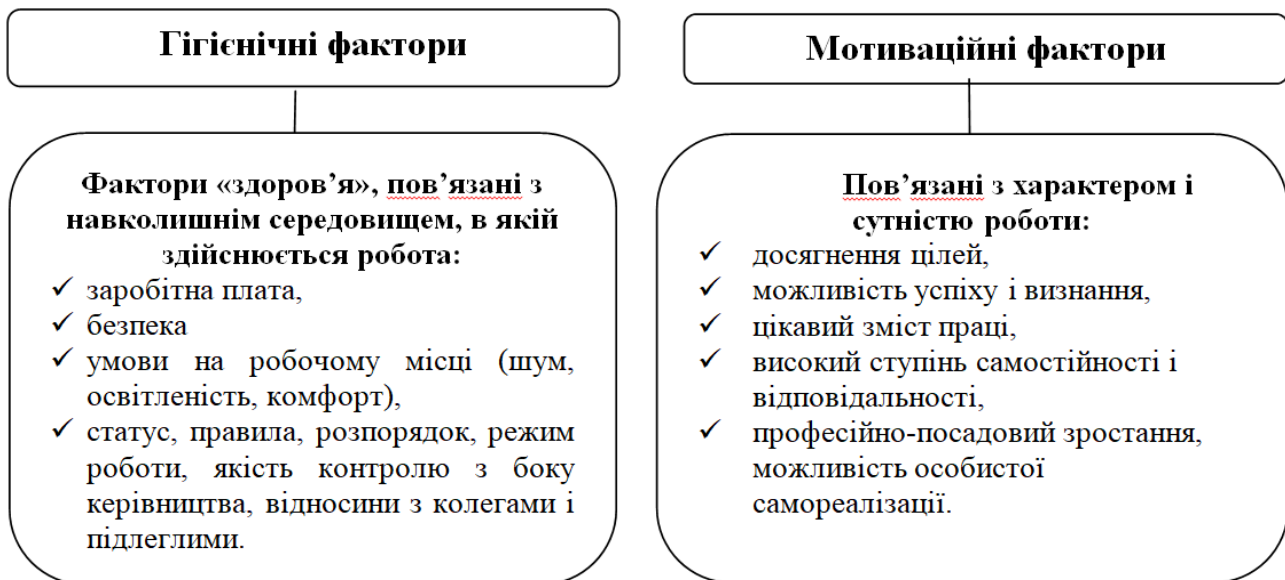 Гігієнічні фактори
Фактори «здоров’я», пов’язані з
навколишнім середовищем, в якій
здійснюється робота:
✓ заробітна плата,
✓ безпека
✓ умови на робочому місці (шум,
освітленість, комфорт),
✓ статус, правила, розпорядок, режим
роботи, якість контролю з боку
керівництва, відносини з колегами і
підлеглими.
Мотиваційні фактори
Пов’язані з характером і
сутністю роботи:
✓ досягнення цілей,
✓ можливість успіху і визнання,
✓ цікавий зміст праці,
✓ високий ступінь самостійності і
відповідальності,
✓ професійно-посадовий зростання,
можливість особистої
самореалізації.